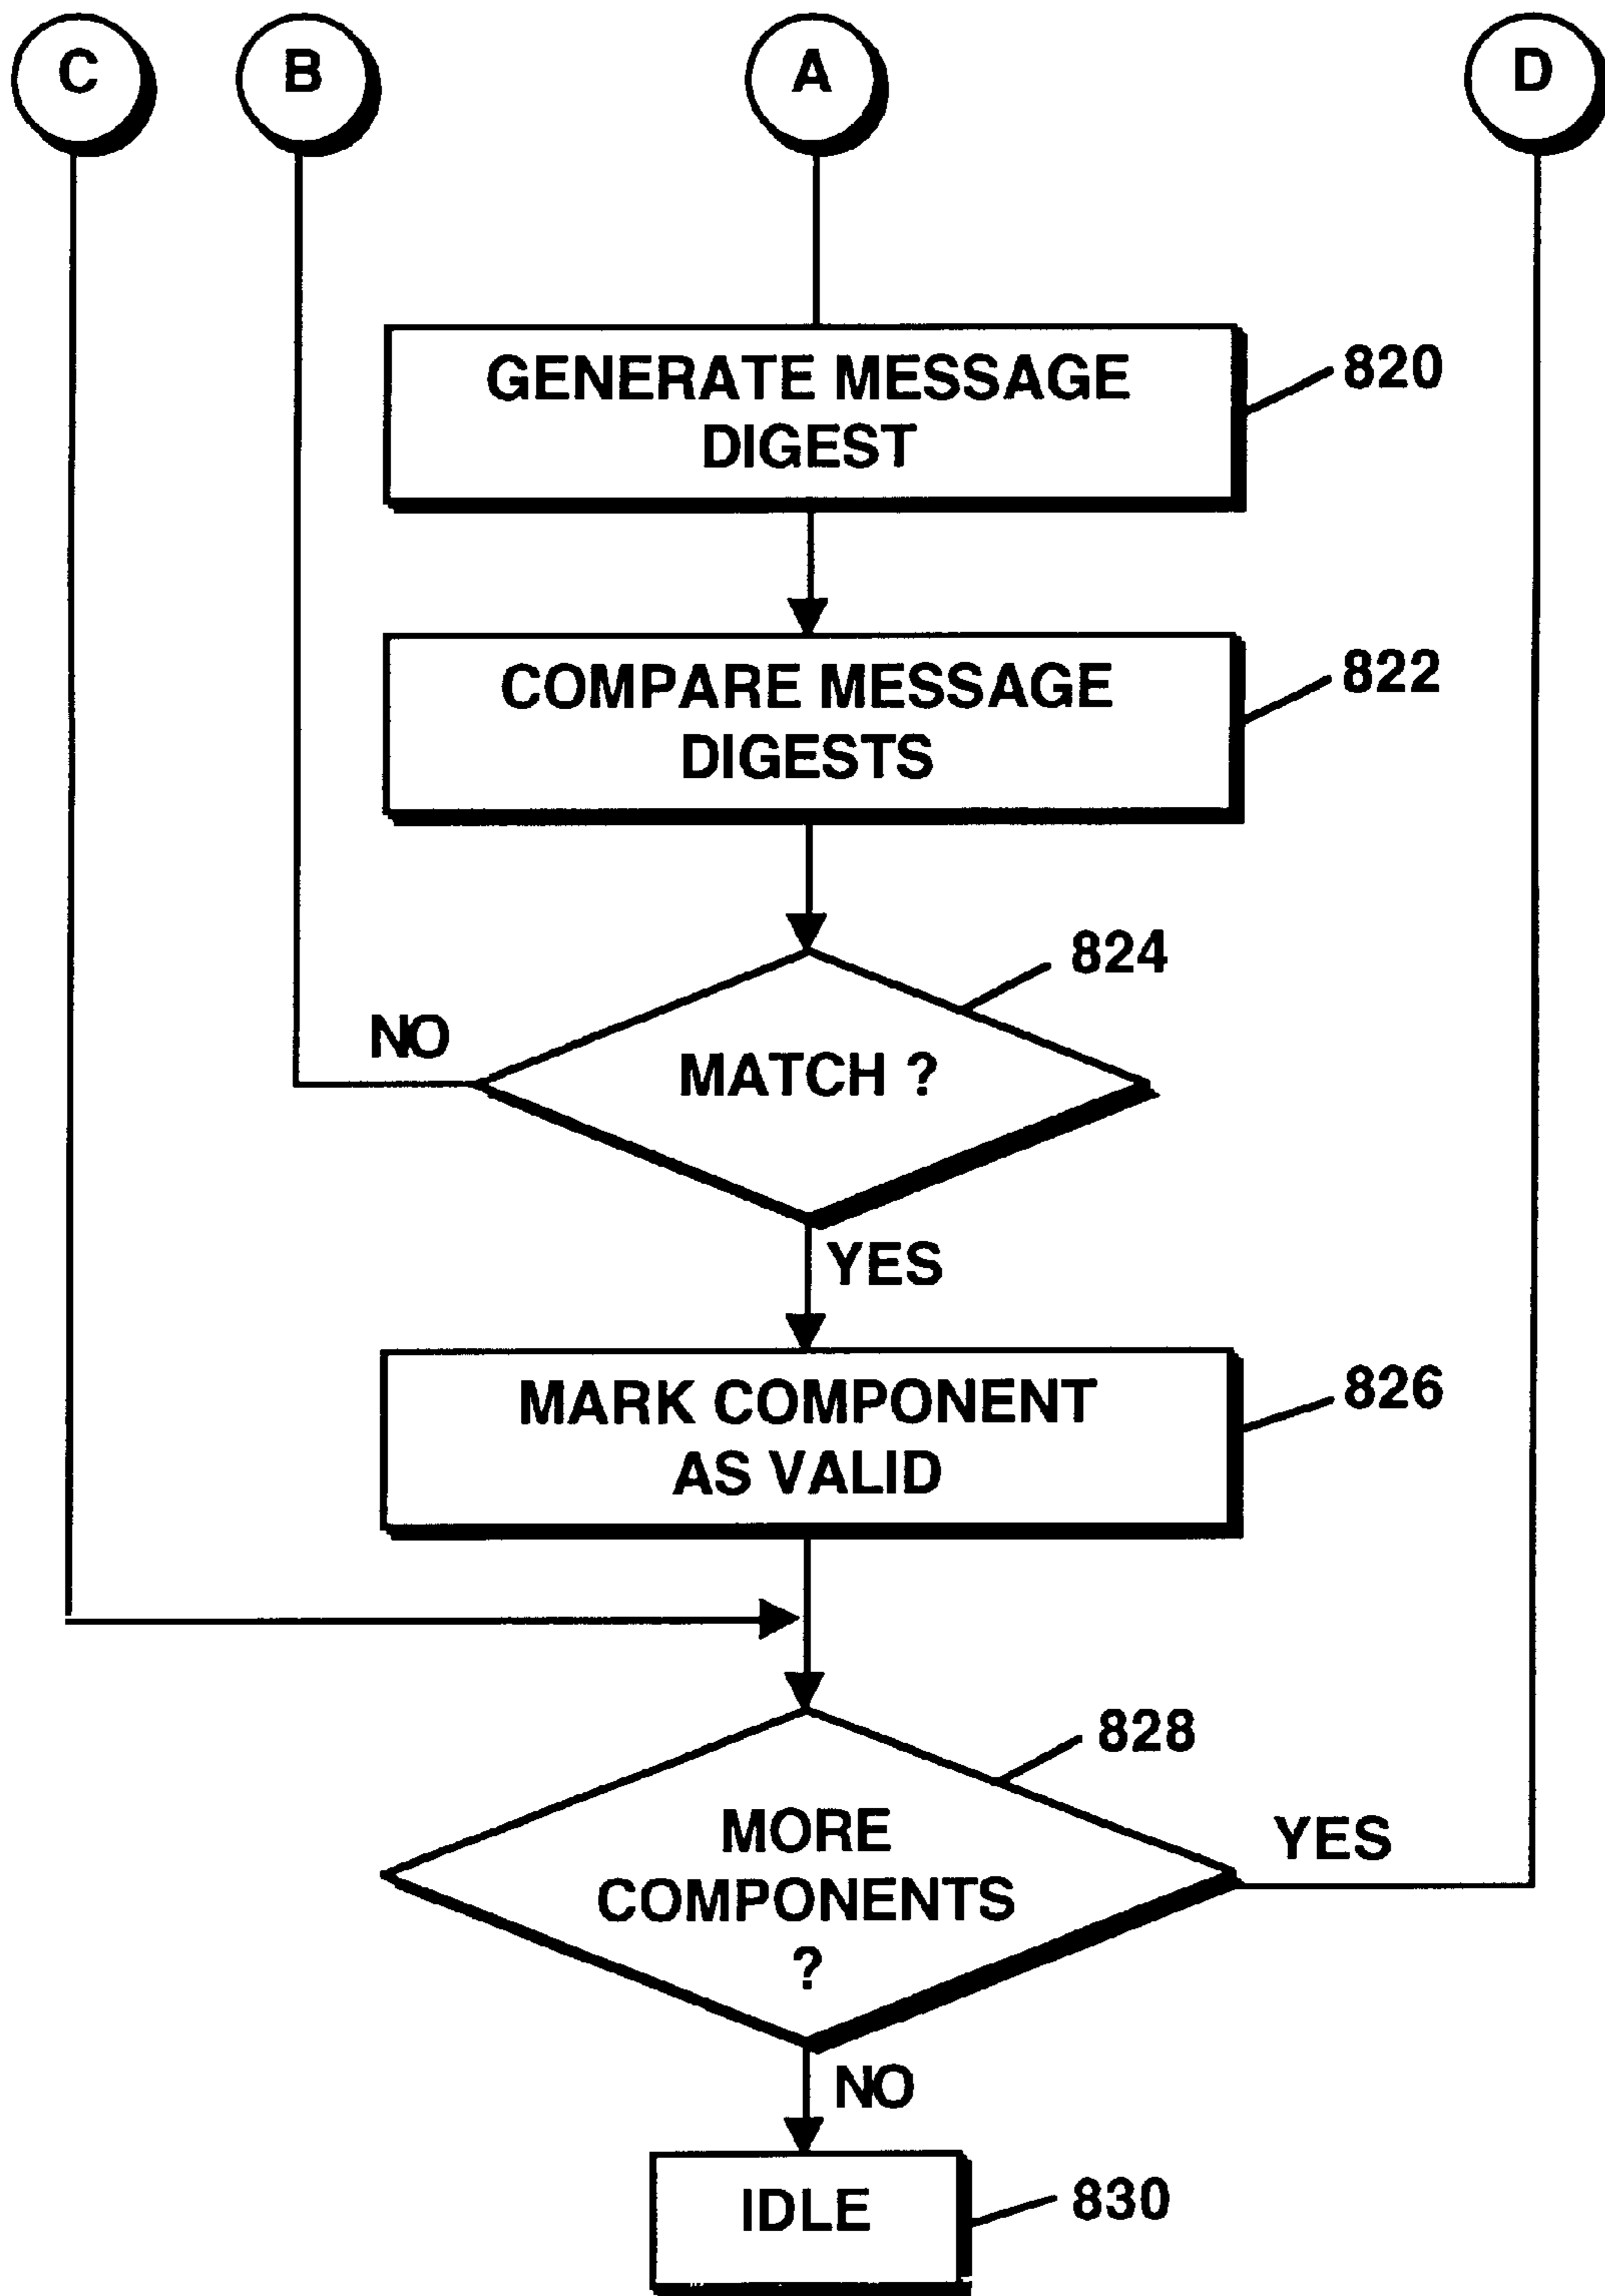 C
B
A
D
GENERATE MESSAGE
DIGEST
820
COMPARE MESSAGE
DIGESTS
822
824
NO
MATCH ?
YES
MARK COMPONENT
AS VALID
826
828
MORE
COMPONENTS
?
YES
NO
IDLE
830